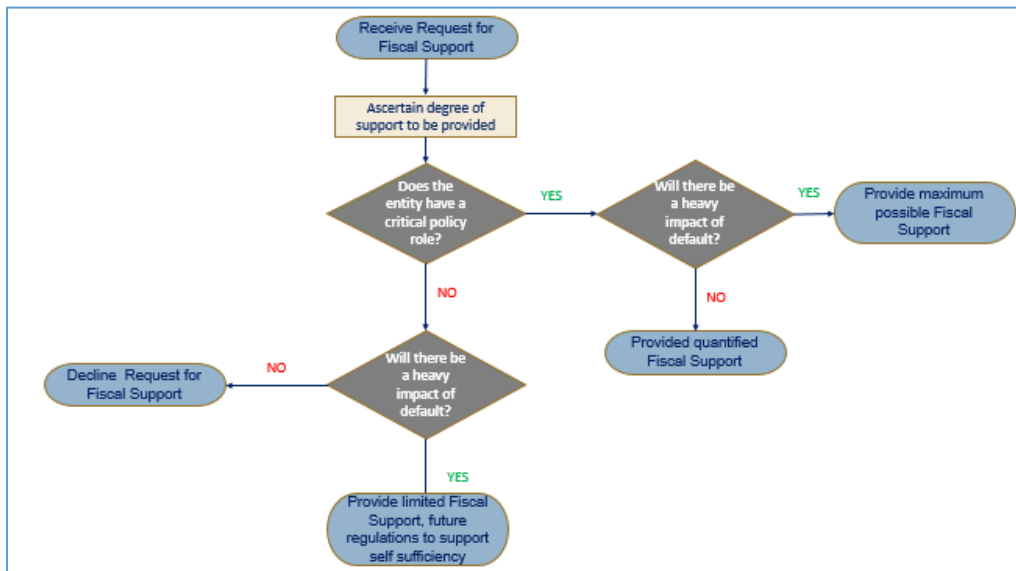 Receive Request for
Fiscal Support
Ascertain degree of
support to be provided
Does the
entity have a
critical policy
role?
YES
Will there be
a heavy
impact of
default?
YES
Provide maximum
possible Fiscal
Support
NO
NO
Provided quantified
Fiscal Support
Will there be
a heavy
impact of
default?
NO
Decline Request for
Fiscal Support
YES
Provide limited Fiscal
Support, future
regulations to support
self sufficiency